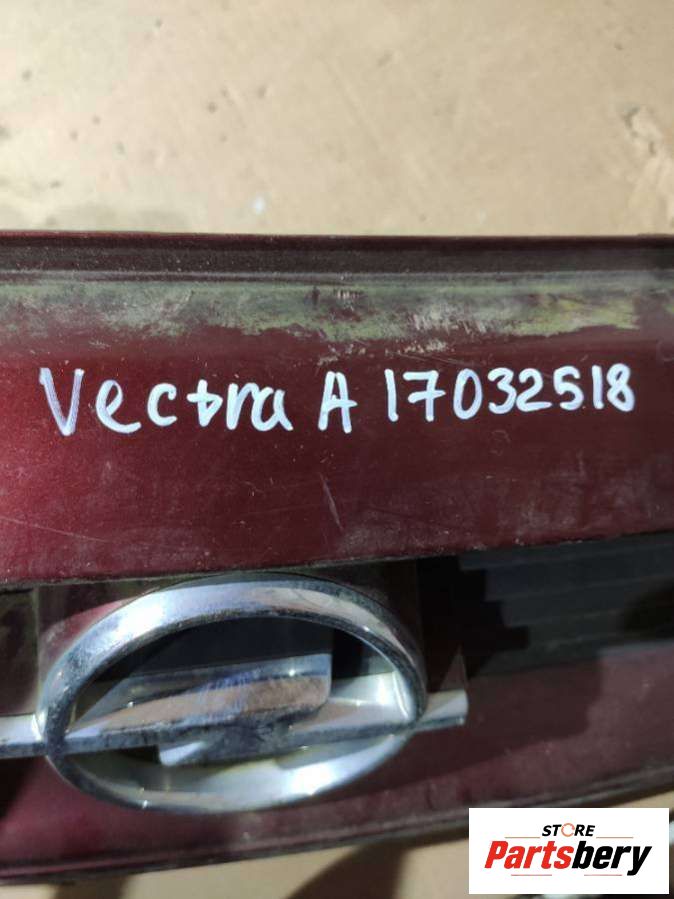 Vectra A 17032518
STORE
Partsbery